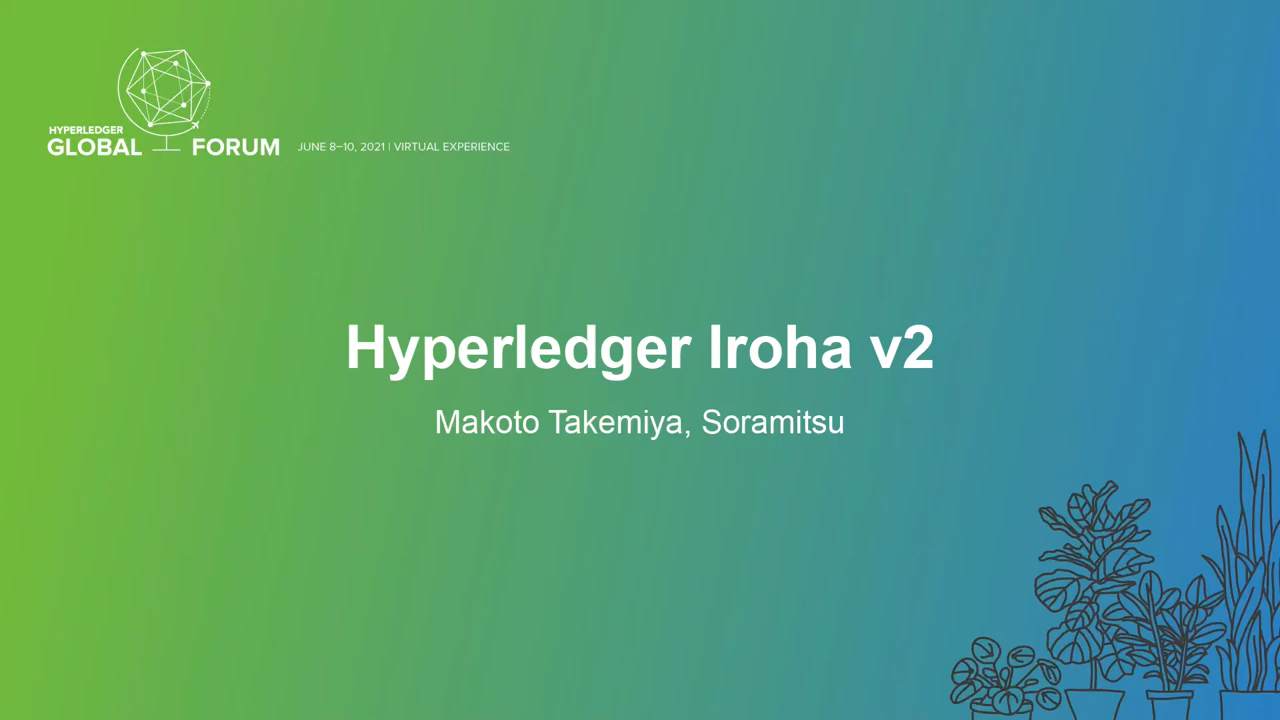 HYPERLEDGER
GLOBAL FORUM JUNE 8–10, 2021 | VIRTUAL EXPERIENCE
Hyperledger Iroha v2
Makoto Takemiya, Soramitsu